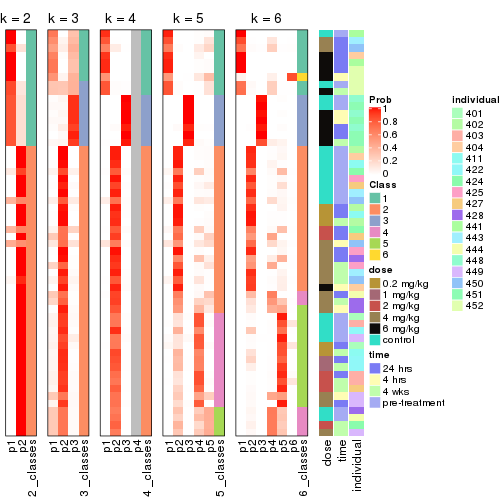 k = 2
k = 3
k = 4
k = 5
k = 6
p1
p2
2_classes
p1
p2
p3
3_classes
p1
p2
p3
p4
4_classes
p1
p2
p3
p4
p5
5_classes
p1
p2
p3
p4
p5
p6
6_classes
dose
time
individual
Prob
1
0.8
0.6
0.4
0.2
0
Class
1
2
3
4
5
6
dose
0.2 mg/kg
1 mg/kg
2 mg/kg
4 mg/kg
6 mg/kg
control
time
24 hrs
4 hrs
4 wks
pre-treatment
individual
401
402
403
404
411
422
424
425
427
428
441
443
444
448
449
450
451
452